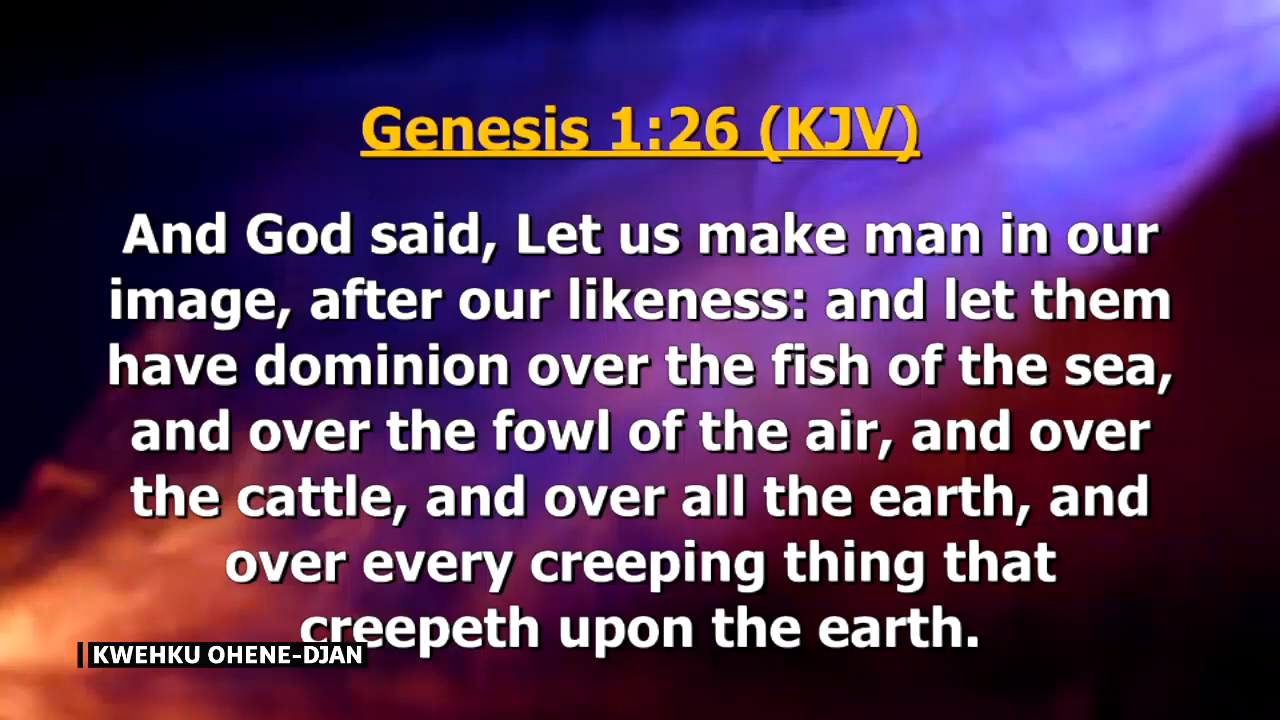 Genesis 1:26 (KJV)
And God said, Let us make man in our
image, after our likeness: and let them
have dominion over the fish of the sea,
and over the fowl of the air, and over
the cattle, and over all the earth, and
over every creeping thing that
creepeth upon the earth.
KWEHKU OHENE-DJAN